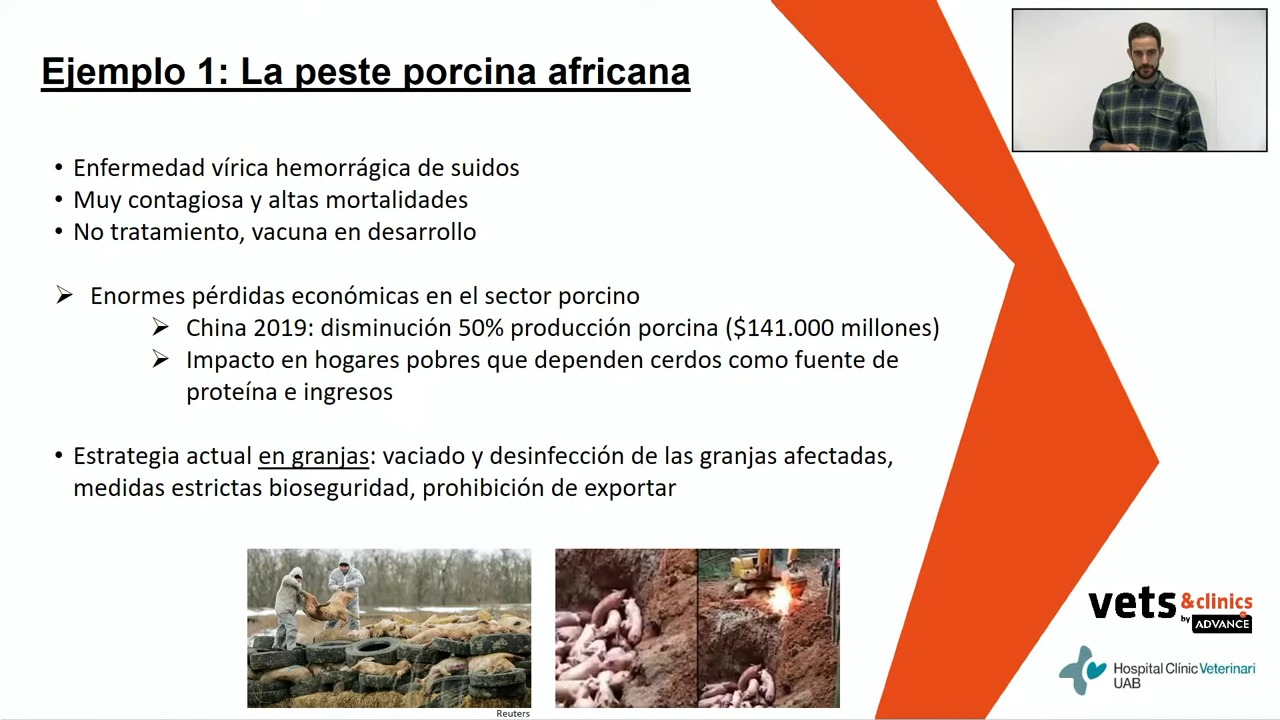 Ejemplo 1: La peste porcina africana
• Enfermedad vírica hemorrágica de suidos
• Muy contagiosa y altas mortalidades
• No tratamiento, vacuna en desarrollo
➢ Enormes pérdidas económicas en el sector porcino
➢ China 2019: disminución 50% producción porcina ($141.000 millones)
➢ Impacto en hogares pobres que dependen cerdos como fuente de
proteína e ingresos
• Estrategia actual en granjas: vaciado y desinfección de las granjas afectadas,
medidas estrictas bioseguridad, prohibición de exportar
Reuters
vets &clinics
by ADVANCE
Hospital Clínic Veterinari
UAB